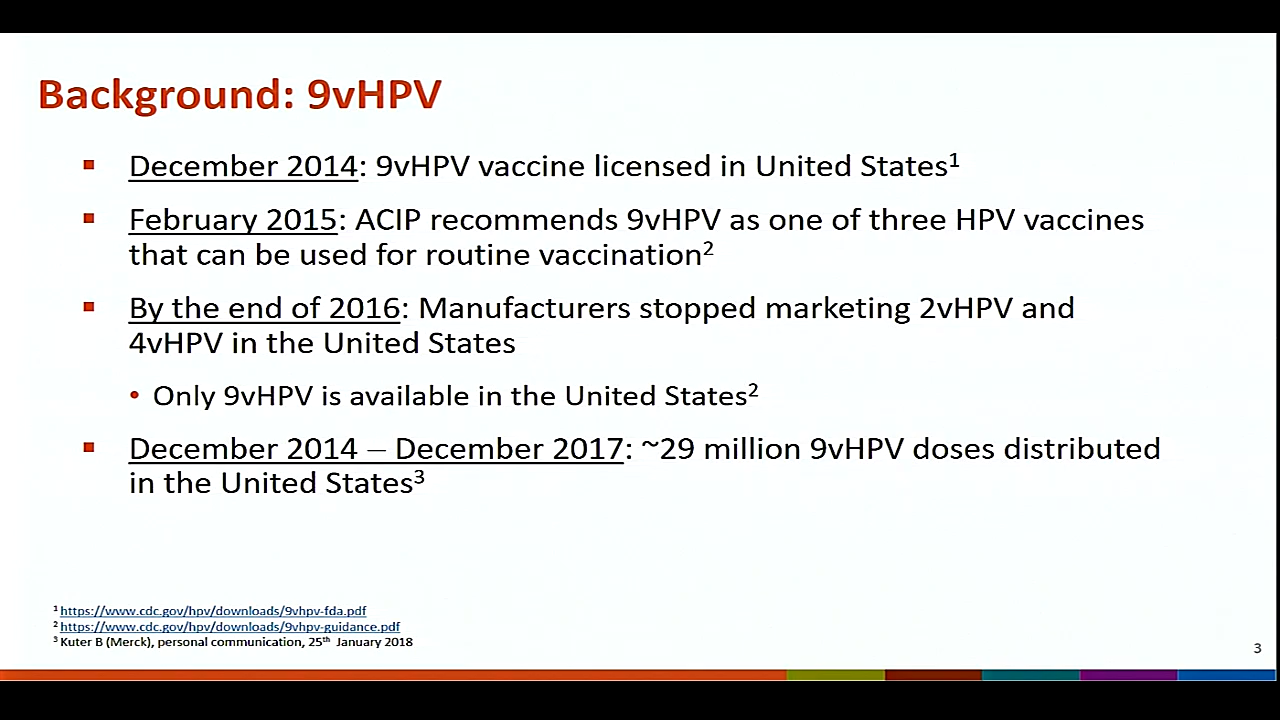 Background: 9vHPV
▪ December 2014: 9vHPV vaccine licensed in United States¹
▪ February 2015: ACIP recommends 9vHPV as one of three HPV vaccines
that can be used for routine vaccination²
▪ By the end of 2016: Manufacturers stopped marketing 2vHPV and
4vHPV in the United States
• Only 9vHPV is available in the United States²
▪ December 2014 – December 2017: ~29 million 9vHPV doses distributed
in the United States³
¹ https://www.cdc.gov/hpv/downloads/9vhpv-fda.pdf
² https://www.cdc.gov/hpv/downloads/9vhpv-guidance.pdf
³ Kuter B (Merck), personal communication, 25th January 2018
3